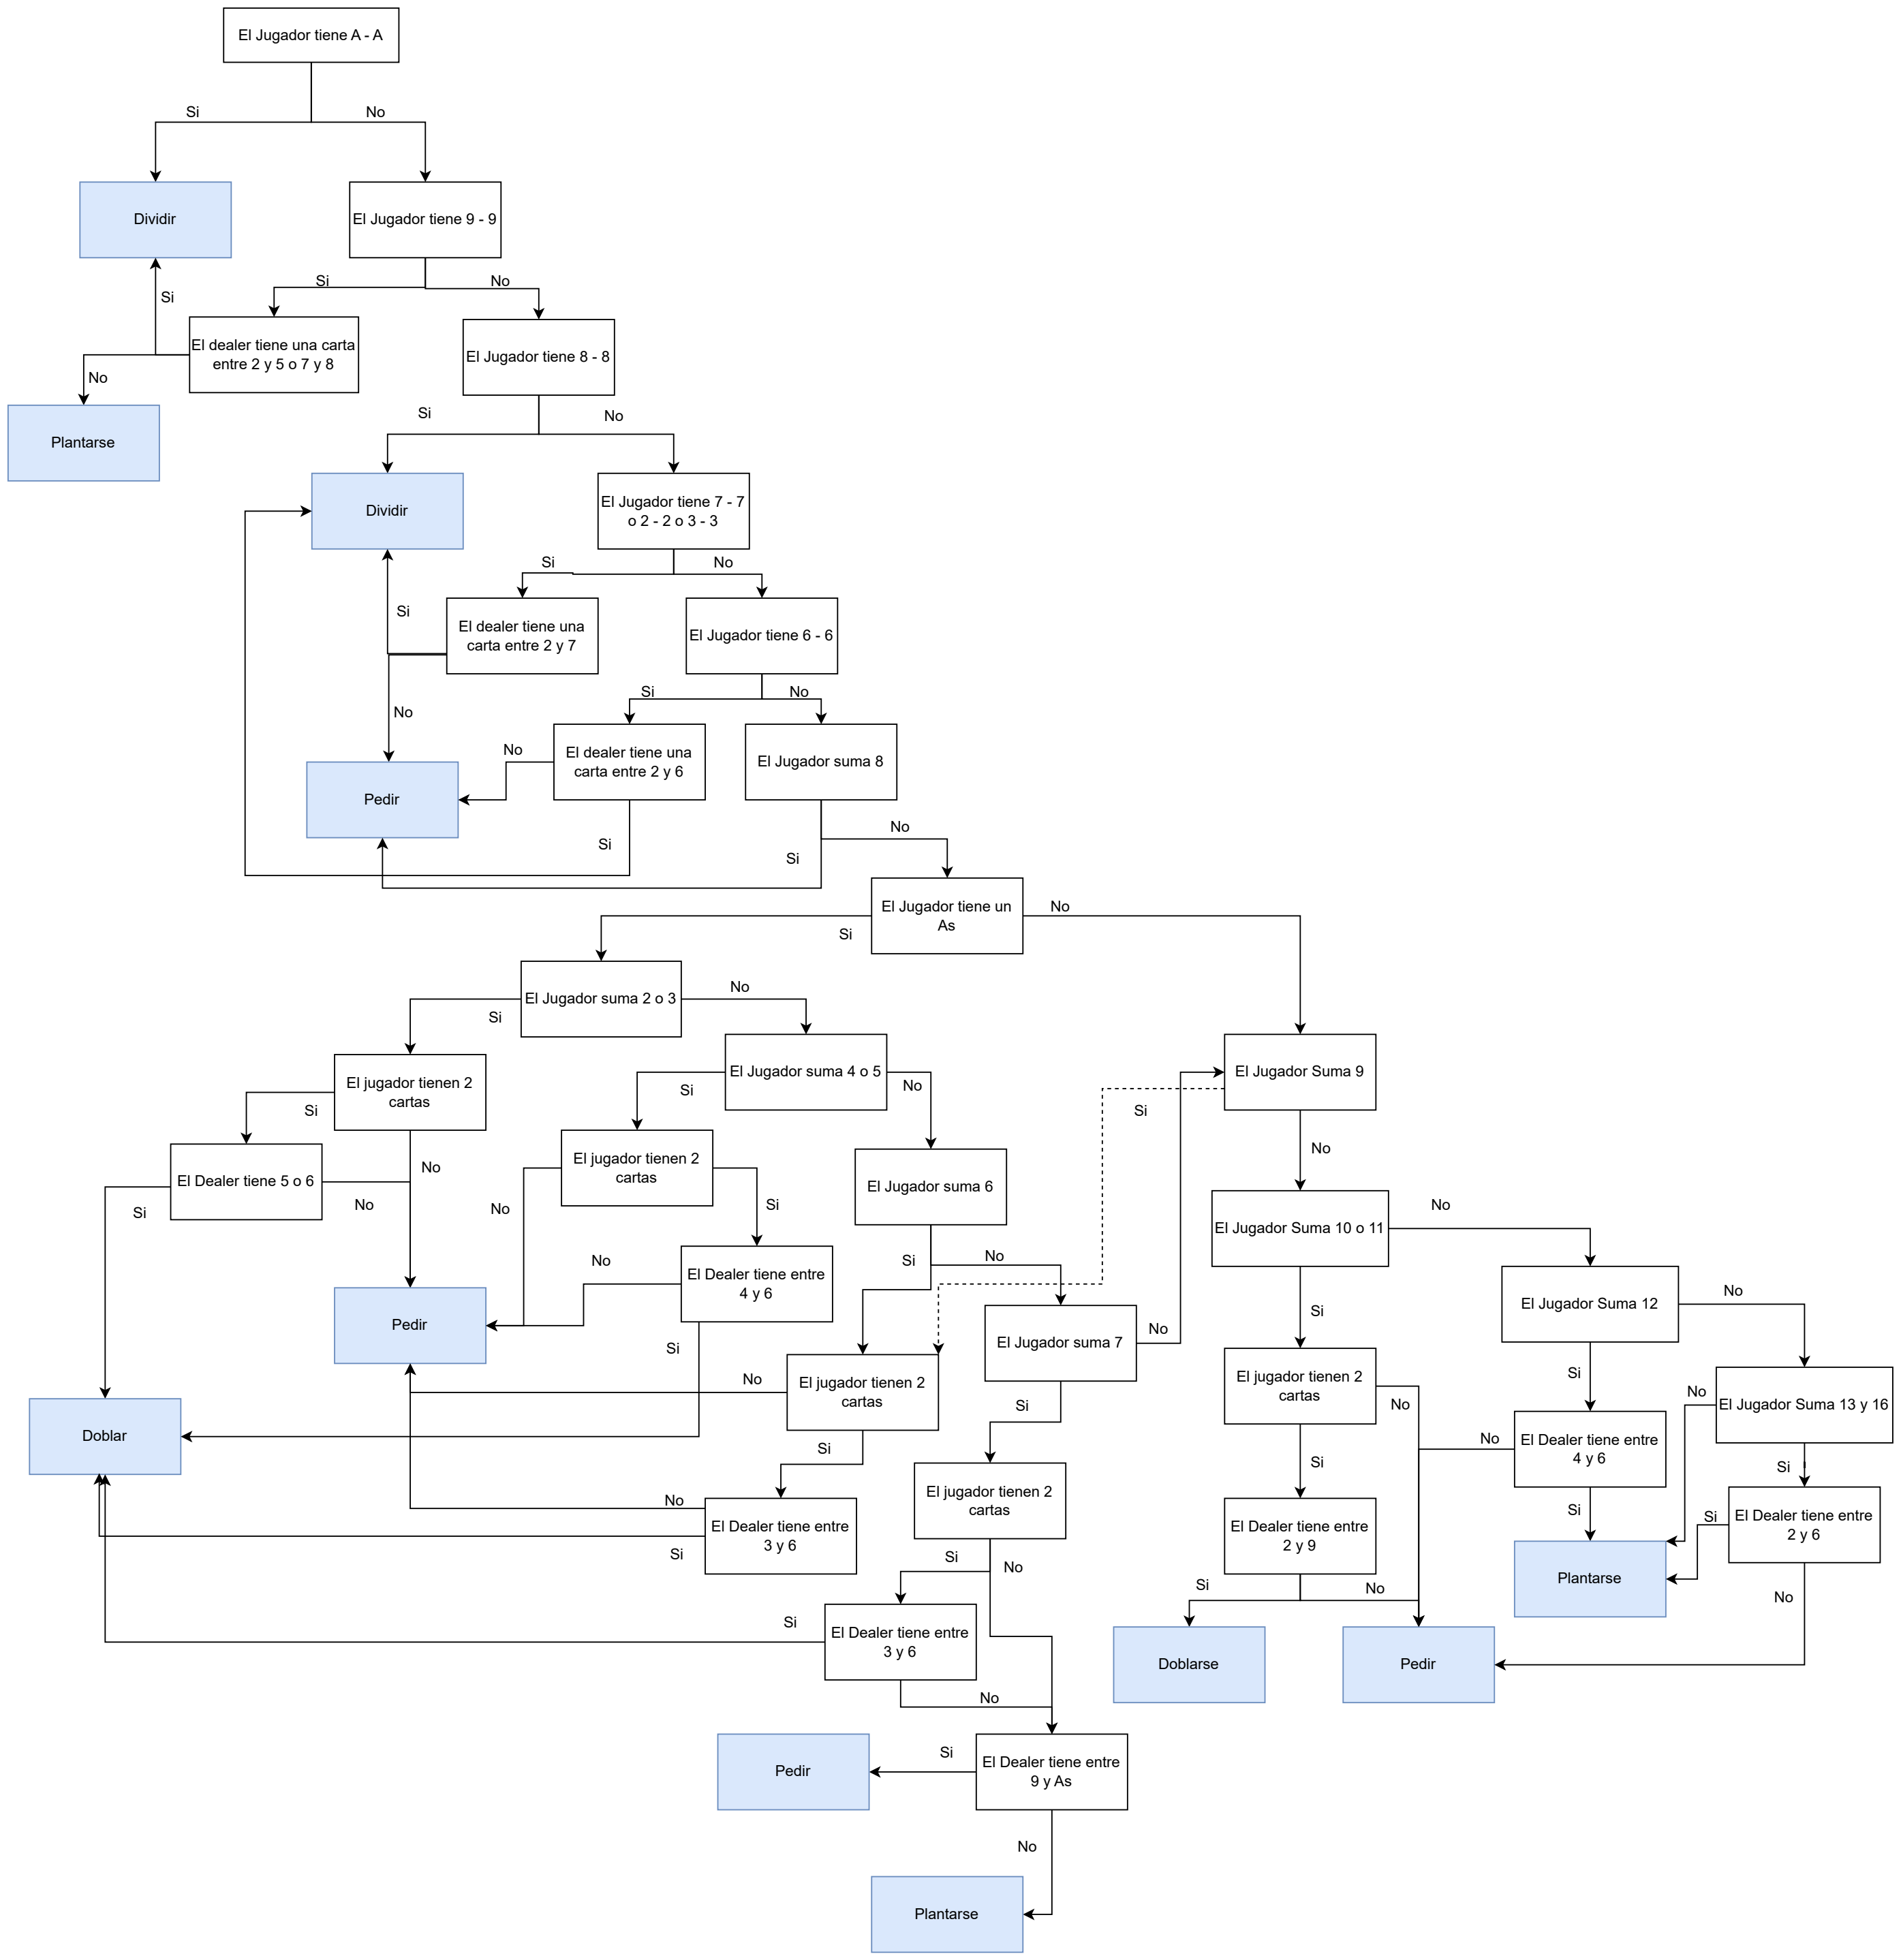 El Jugador tiene A - A
Si
No
Dividir
El Jugador tiene 9 - 9
Si
No
Si
El dealer tiene una carta
entre 2 y 5 o 7 y 8
El Jugador tiene 8 - 8
No
Plantarse
Si
No
Dividir
El Jugador tiene 7 - 7
o 2 - 2 o 3 - 3
Si
No
Si
El dealer tiene una
carta entre 2 y 7
El Jugador tiene 6 - 6
Si
No
No
No
El dealer tiene una
carta entre 2 y 6
El Jugador suma 8
Pedir
Si
No
Si
El Jugador tiene un
As
No
Si
El Jugador suma 2 o 3
No
Si
El Jugador suma 4 o 5
El Jugador Suma 9
El jugador tienen 2
cartas
Si
No
Si
Si
El jugador tienen 2
cartas
No
No
El Dealer tiene 5 o 6
El Jugador suma 6
No
Si
No
Si
No
El Jugador Suma 10 o 11
No
Si
No
No
El Dealer tiene entre
4 y 6
El Jugador Suma 12
No
Pedir
Si
El Jugador suma 7
No
Si
No
El jugador tienen 2
cartas
El jugador tienen 2
cartas
Si
No
El Jugador Suma 13 y 16
Si
No
Doblar
Si
El Dealer tiene entre
4 y 6
No
Si
Si
Si
El jugador tienen 2
cartas
No
El Dealer tiene entre
3 y 6
El Dealer tiene entre
2 y 9
Si
Si
El Dealer tiene entre
2 y 6
Si
Si
No
Plantarse
Si
No
No
Si
El Dealer tiene entre
3 y 6
Doblarse
Pedir
No
Pedir
Si
El Dealer tiene entre
9 y As
No
Plantarse